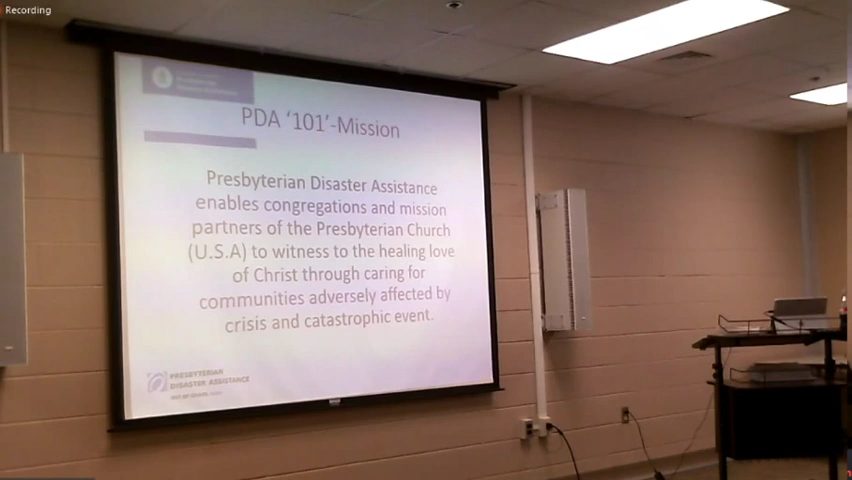 Recording
PDA '101'-Mission
Presbyterian Disaster Assistance
enables congregations and mission
partners of the Presbyterian Church
(U.S.A) to witness to the healing love
of Christ through caring for
communities adversely affected by
crisis and catastrophic event.
PRESBYTERIAN
DISASTER ASSISTANCE